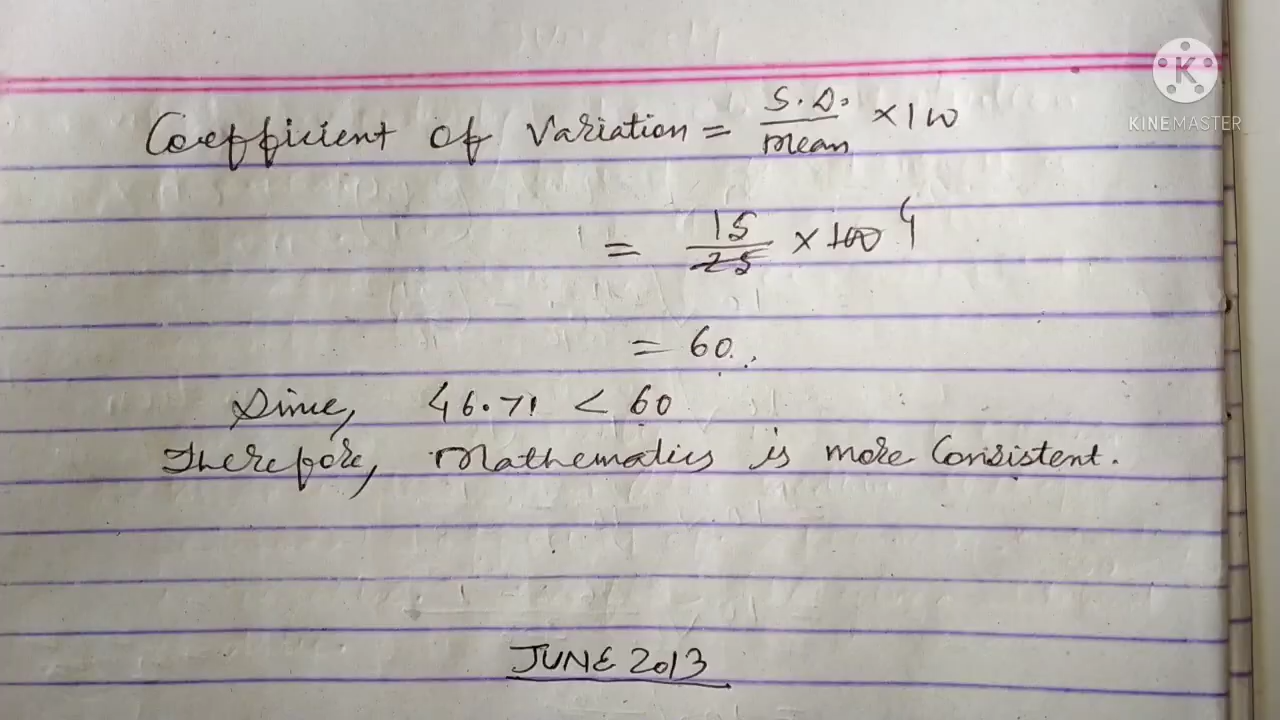 Coefficient of Variation = S.D. / mean × 100
= 15 / 25 × 100 4
= 60.
Since, 46.71 < 60
Therefore, Mathematics is more Consistent.
JUNE 2013
K
KINEMASTER